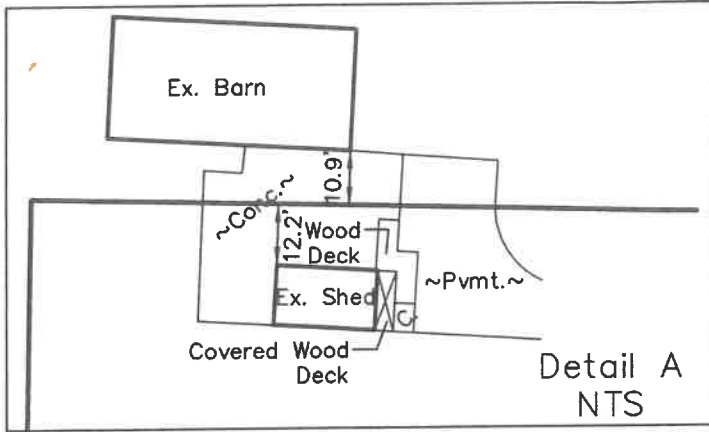 Ex. Barn
10.9'
~Conc.~
12.2'
Wood
Deck
~Pvmt.~
Ex. Shed
C.
Covered Wood
Deck
Detail A
NTS